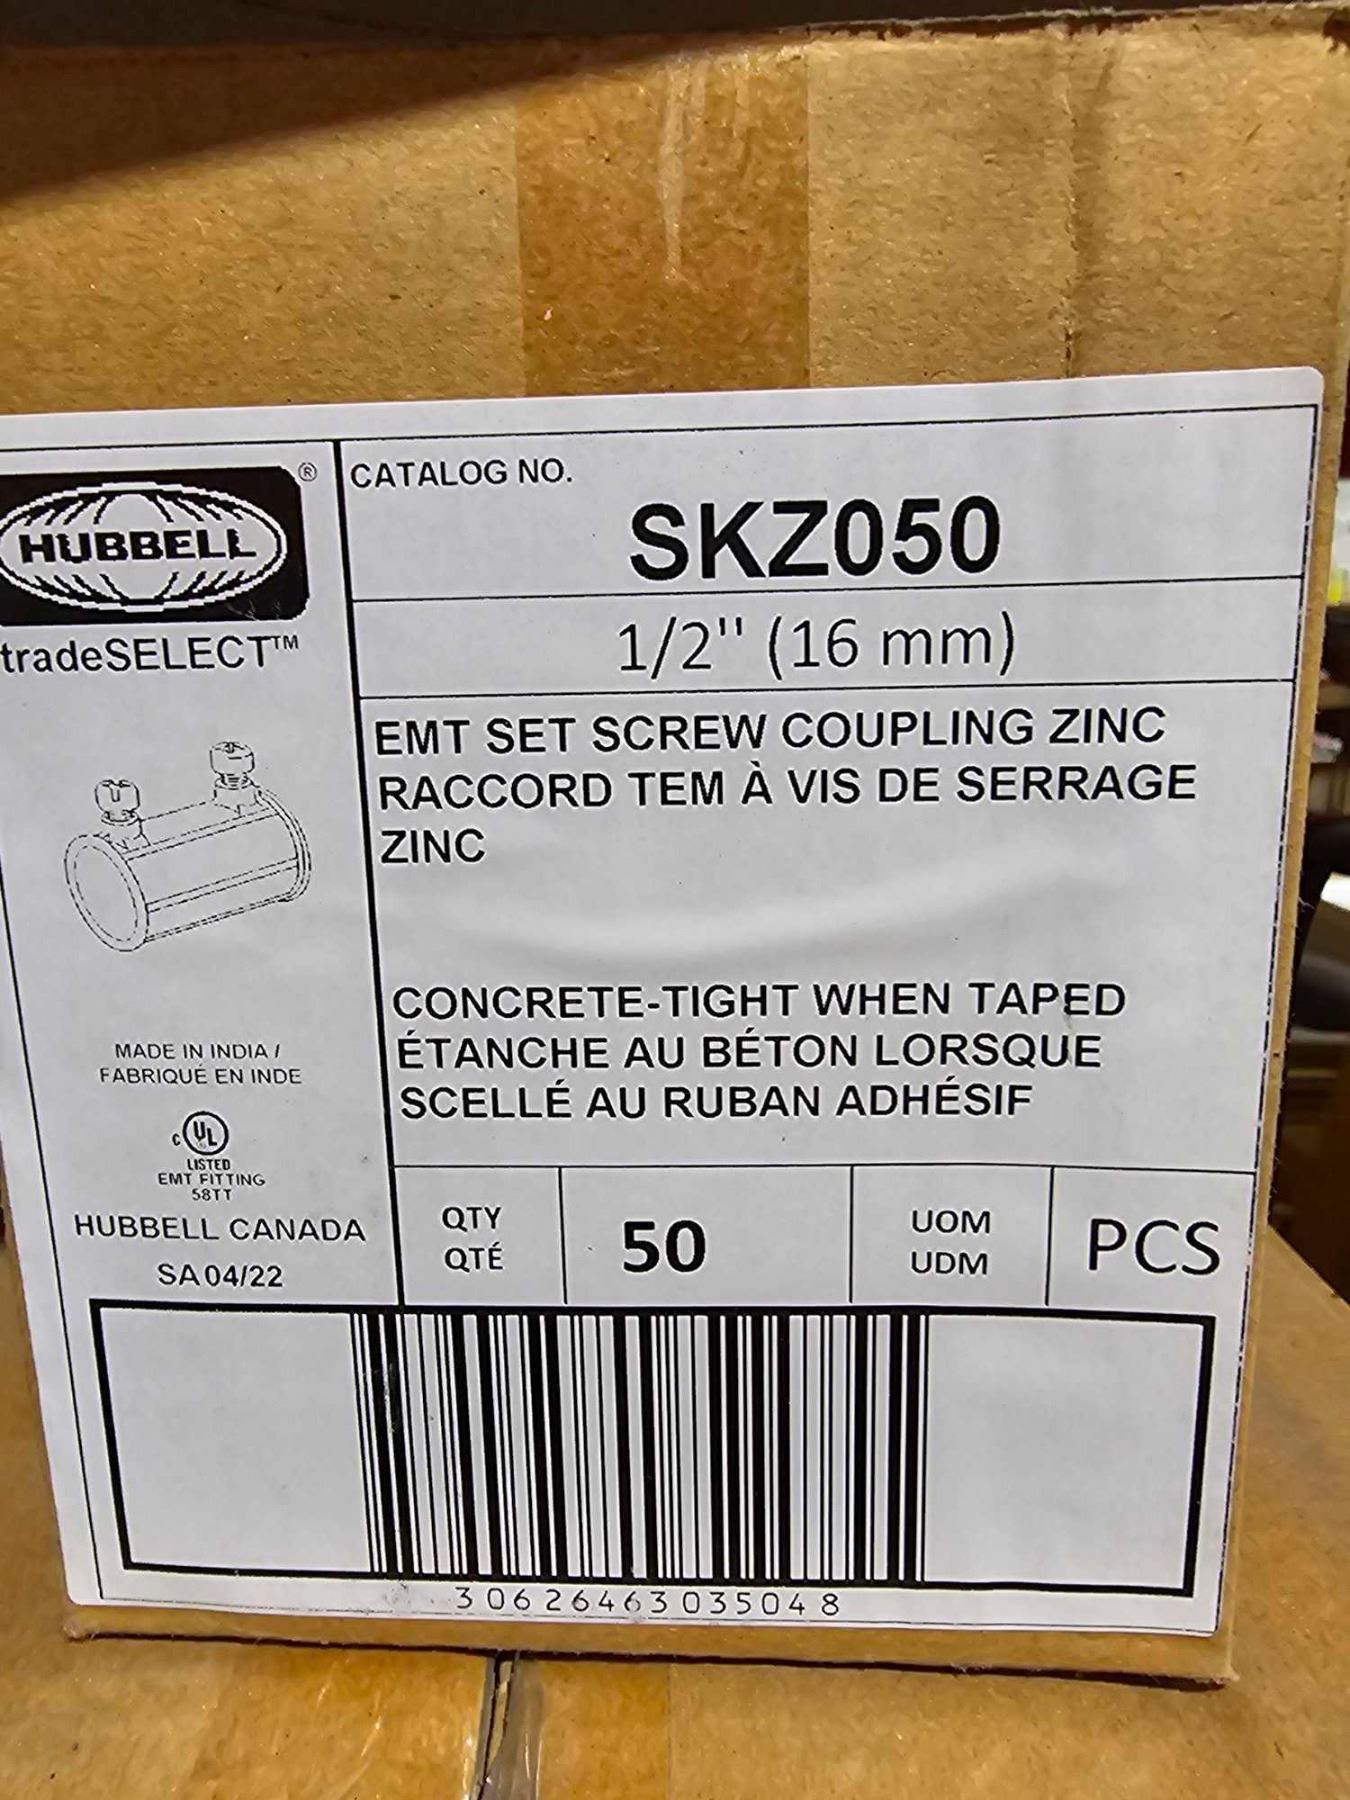 HUBBELL®
tradeSELECT™
CATALOG NO.
SKZ050
1/2" (16 mm)
EMT SET SCREW COUPLING ZINC
RACCORD TEM À VIS DE SERRAGE
ZINC
CONCRETE-TIGHT WHEN TAPED
ÉTANCHE AU BÉTON LORSQUE
SCELLÉ AU RUBAN ADHÉSIF
MADE IN INDIA /
FABRIQUÉ EN INDE
c UL
LISTED
EMT FITTING
58TT
HUBBELL CANADA
SA 04/22
QTY
QTÉ
50
UOM
UDM
PCS
30626463035048